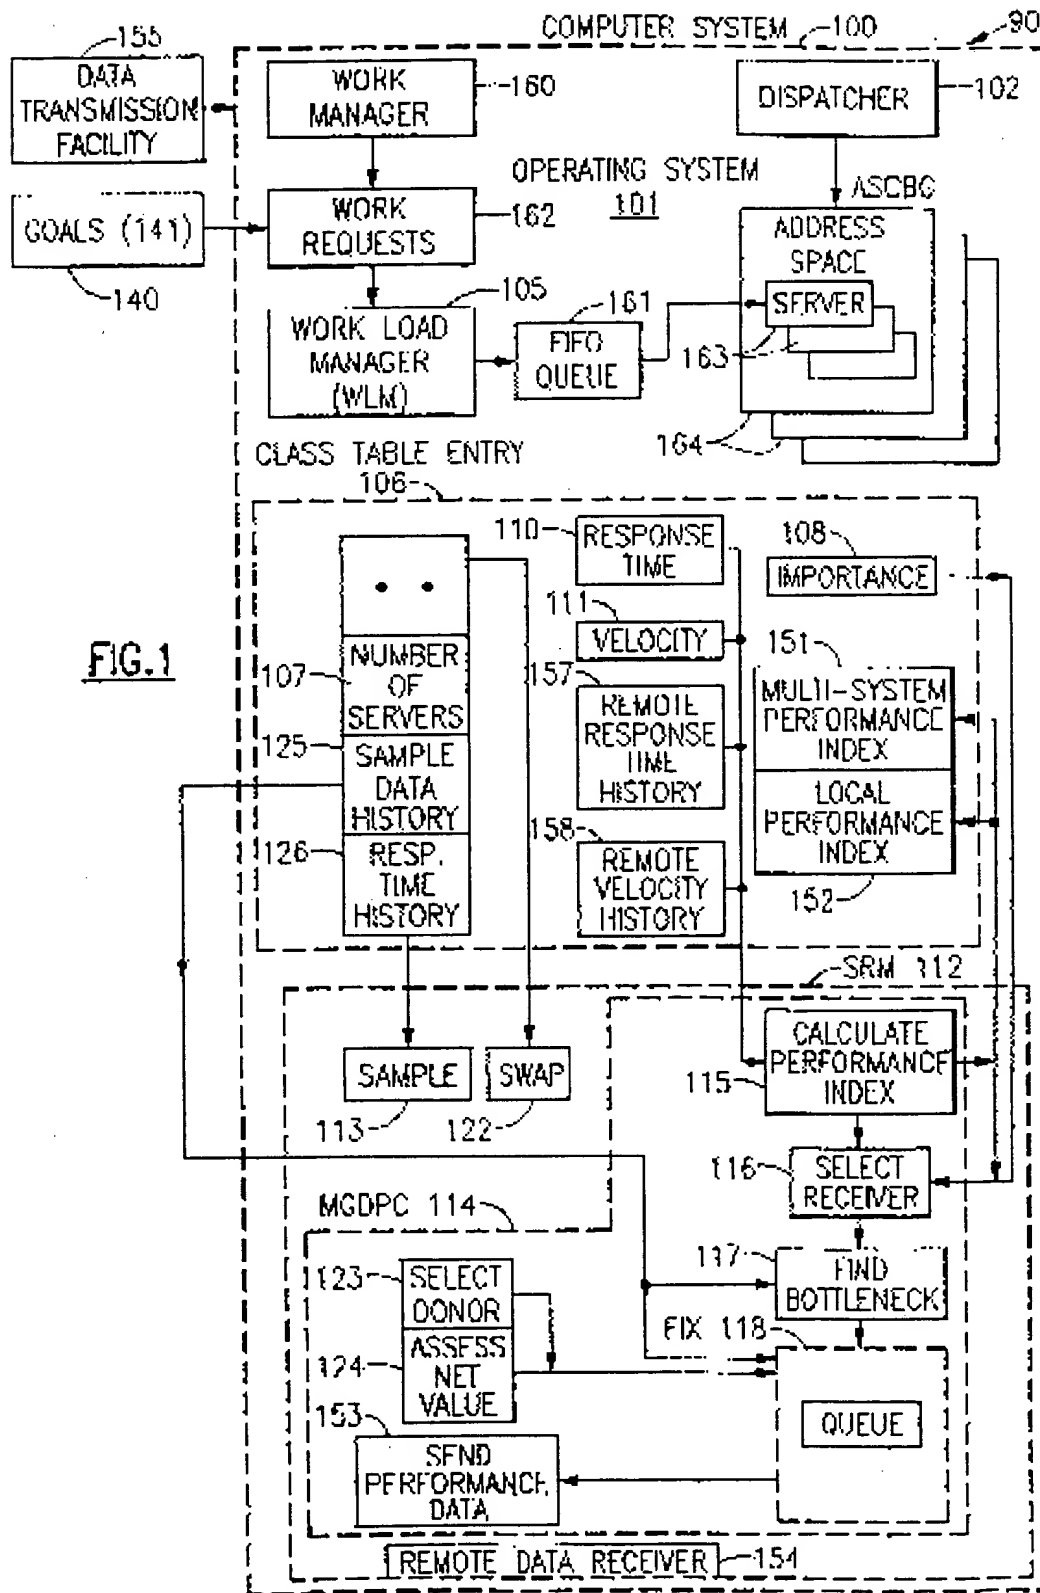 COMPUTER SYSTEM 100
90
155
DATA
TRANSMISSION
FACILITY
WORK
MANAGER
160
DISPATCHER
102
OPERATING SYSTEM
101
GOALS (141)
140
WORK
REQUESTS
162
105
WORK LOAD
MANAGER
(WLM)
161
FIFO
QUEUE
ASCBG
ADDRESS
SPACE
SERVER
163
164
CLASS TABLE ENTRY
106
FIG.1
NUMBER
OF
SERVERS
107
SAMPLE
DATA
HISTORY
125
RESP.
TIME
HISTORY
126
110
RESPONSE
TIME
111
VELOCITY
157
REMOTE
RESPONSE
TIME
HISTORY
158
REMOTE
VELOCITY
HISTORY
108
IMPORTANCE
151
MULTI-SYSTEM
PERFORMANCE
INDEX
LOCAL
PERFORMANCE
INDEX
152
SRM 112
SAMPLE
113
SWAP
122
CALCULATE
PERFORMANCE
INDEX
115
SELECT
RECEIVER
116
MGDPC 114
117
FIND
BOTTLENECK
123
SELECT
DONOR
124
ASSESS
NET
VALUE
FIX 118
QUEUE
153
SEND
PERFORMANCE
DATA
REMOTE DATA RECEIVER
154